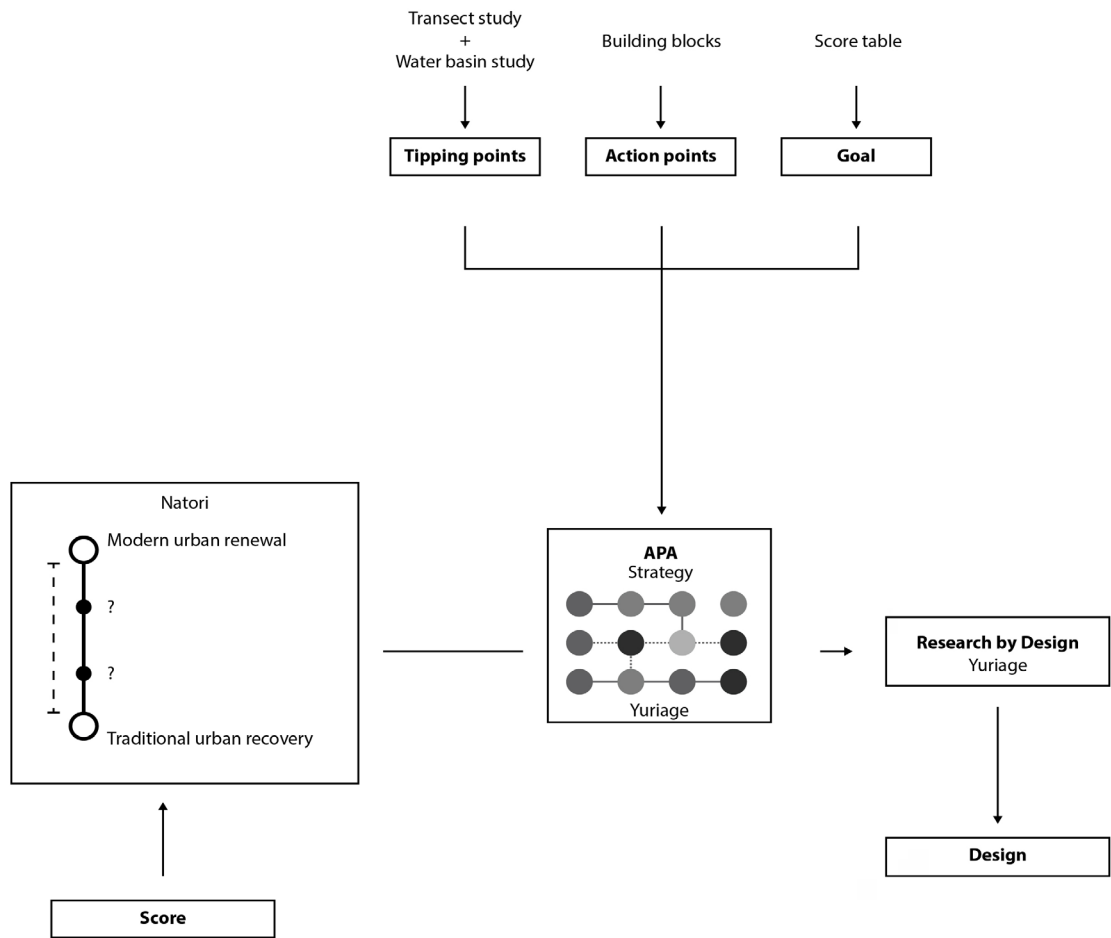 Transect study
+
Water basin study
Building blocks
Score table
Tipping points
Action points
Goal
Natori
Modern urban renewal
?
?
Traditional urban recovery
APA
Strategy
Yuriage
Research by Design
Yuriage
Design
Score